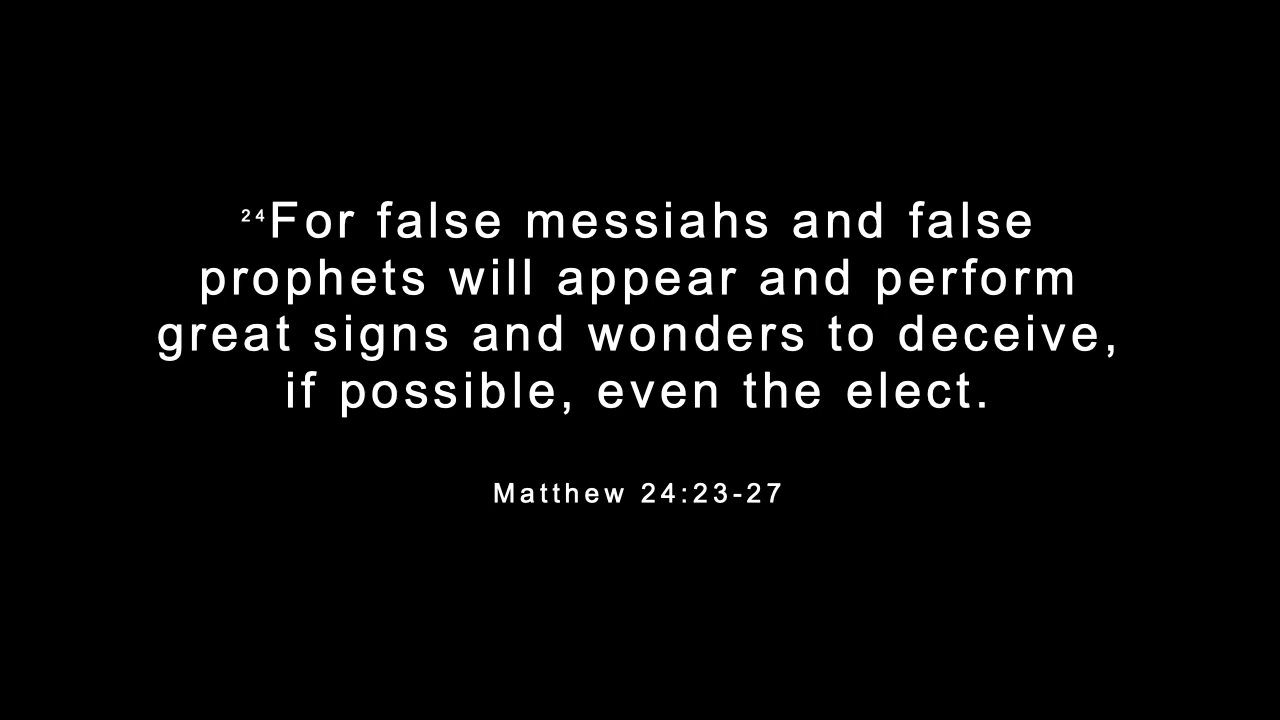 24For false messiahs and false
prophets will appear and perform
great signs and wonders to deceive,
if possible, even the elect.
Matthew 24:23-27